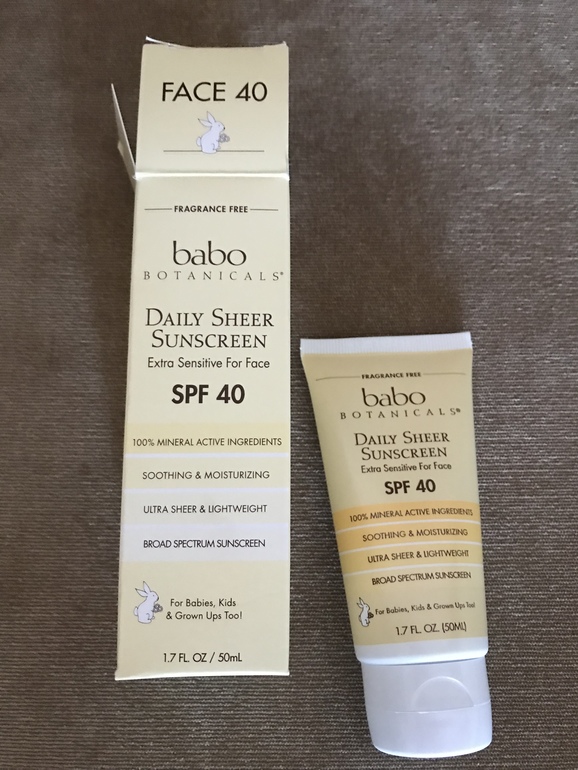 FACE 40
FRAGRANCE FREE
babo
BOTANICALS®
DAILY SHEER
SUNSCREEN
Extra Sensitive For Face
SPF 40
100% MINERAL ACTIVE INGREDIENTS
SOOTHING & MOISTURIZING
ULTRA SHEER & LIGHTWEIGHT
BROAD SPECTRUM SUNSCREEN
For Babies, Kids
& Grown Ups Too!
1.7 FL. OZ / 50mL
FRAGRANCE FREE
babo
BOTANICALS®
DAILY SHEER
SUNSCREEN
Extra Sensitive For Face
SPF 40
100% MINERAL ACTIVE INGREDIENTS
SOOTHING & MOISTURIZING
ULTRA SHEER & LIGHTWEIGHT
BROAD SPECTRUM SUNSCREEN
For Babies, Kids & Grown Ups Too!
1.7 FL. OZ. (50ML)